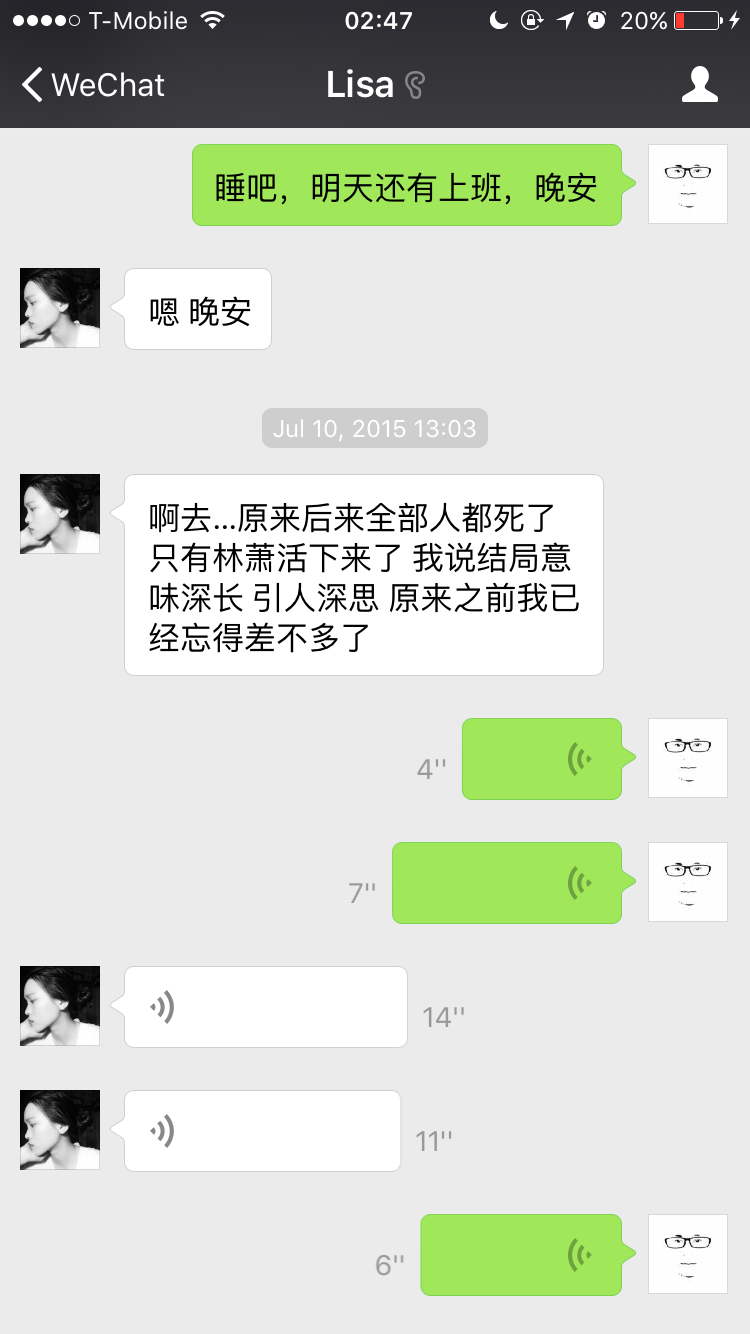 T-Mobile 02:47 20%
WeChat Lisa
睡吧，明天还有上班，晚安
嗯 晚安
Jul 10, 2015 13:03
啊去...原来后来全部人都死了
只有林萧活下来了 我说结局意
味深长 引人深思 原来之前我已
经忘得差不多了
4''
7''
14''
11''
6''